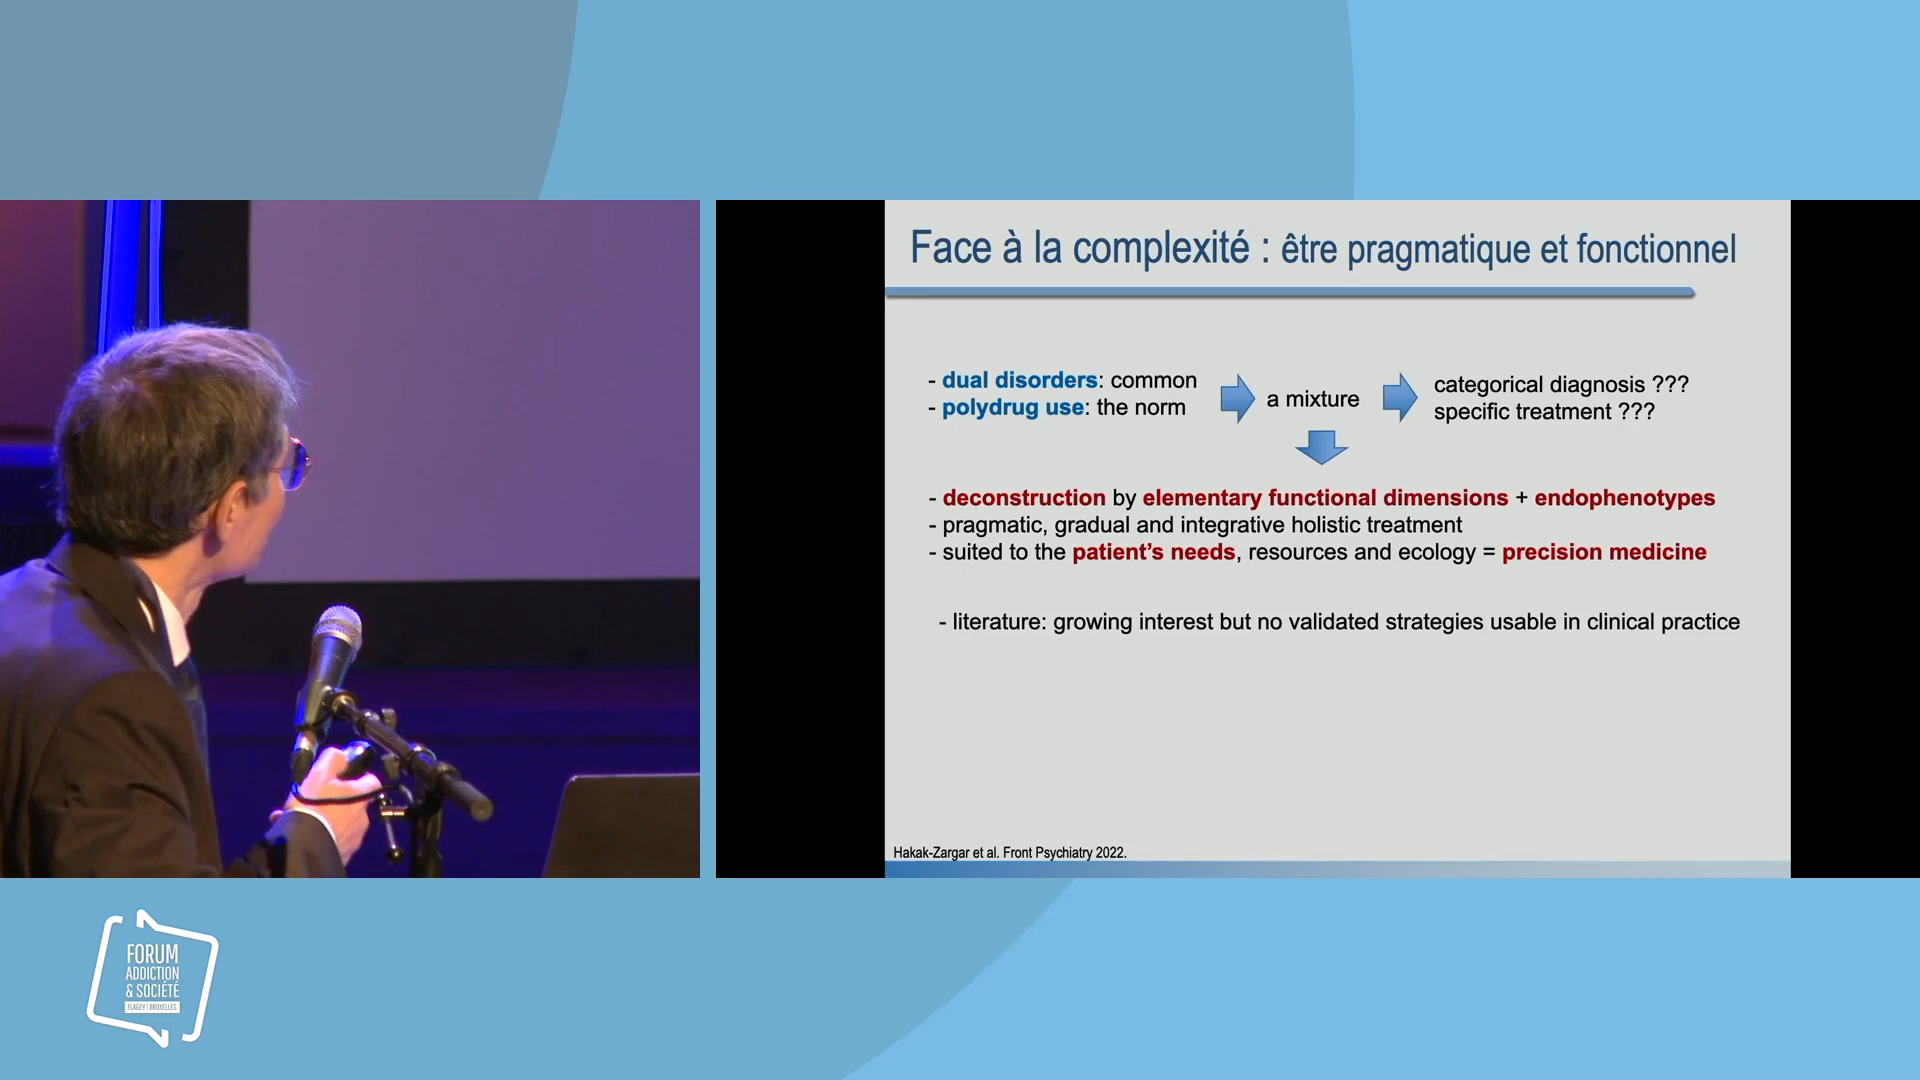 Face à la complexité : être pragmatique et fonctionnel
- dual disorders: common
- polydrug use: the norm
a mixture
categorical diagnosis ???
specific treatment ???
- deconstruction by elementary functional dimensions + endophenotypes
- pragmatic, gradual and integrative holistic treatment
- suited to the patient’s needs, resources and ecology = precision medicine
- literature: growing interest but no validated strategies usable in clinical practice
Hakak-Zargar et al. Front Psychiatry 2022.
FORUM
ADDICTION
& SOCIÉTÉ
FLAGEY | BRUXELLES